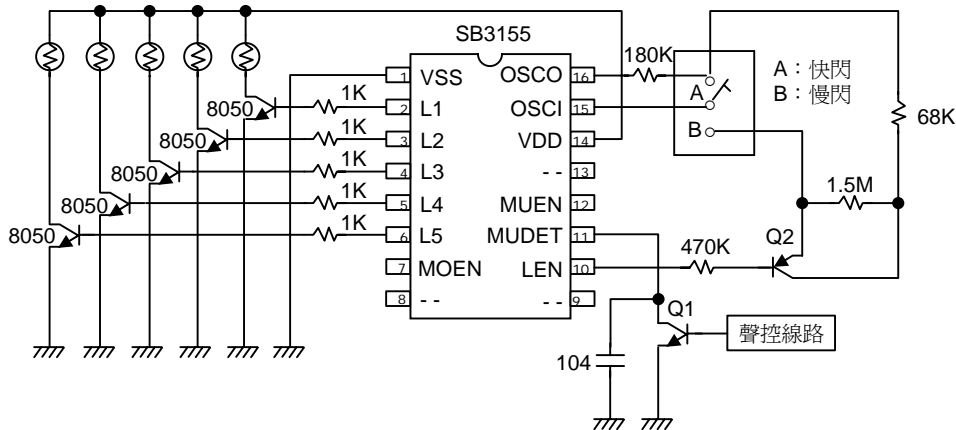 SB3155
VSS 1
L1 2
L2 3
L3 4
L4 5
L5 6
MOEN 7
-- 8
OSCO 16
OSCI 15
VDD 14
-- 13
MUEN 12
MUDET 11
LEN 10
-- 9
8050 1K
8050 1K
8050 1K
8050 1K
8050 1K
180K
A
B
A：快閃
B：慢閃
68K
1.5M
470K
Q2
Q1
聲控線路
104